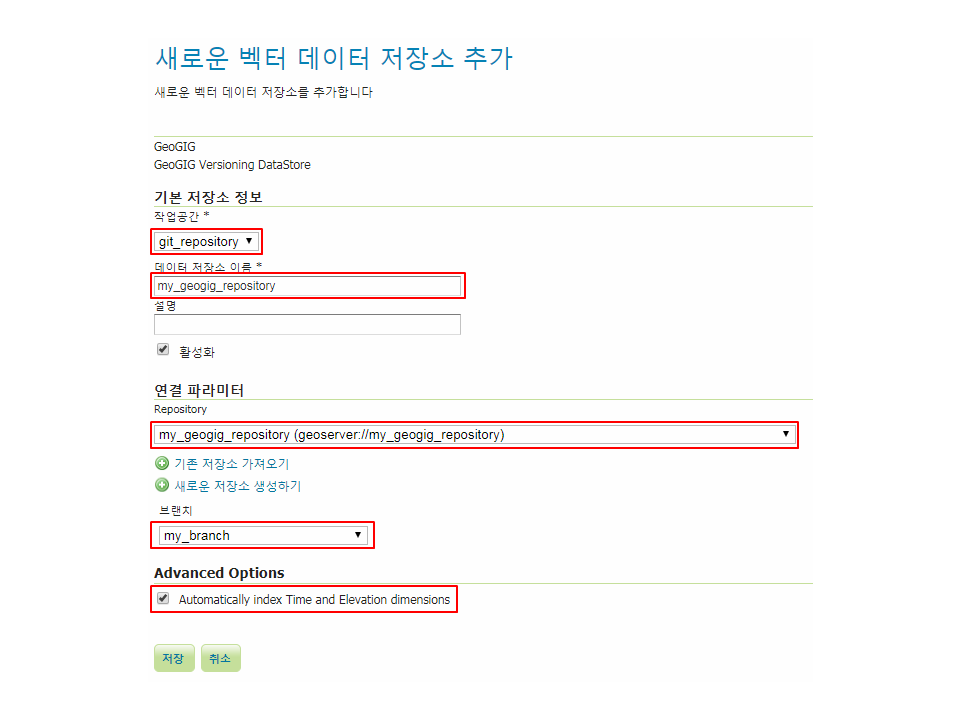 새로운 벡터 데이터 저장소 추가
새로운 벡터 데이터 저장소를 추가합니다
GeoGIG
GeoGIG Versioning DataStore
기본 저장소 정보
작업공간 *
git_repository
데이터 저장소 이름 *
my_geogig_repository
설명
활성화
연결 파라미터
Repository
my_geogig_repository (geoserver://my_geogig_repository)
기존 저장소 가져오기
새로운 저장소 생성하기
브랜치
my_branch
Advanced Options
Automatically index Time and Elevation dimensions
저장 취소